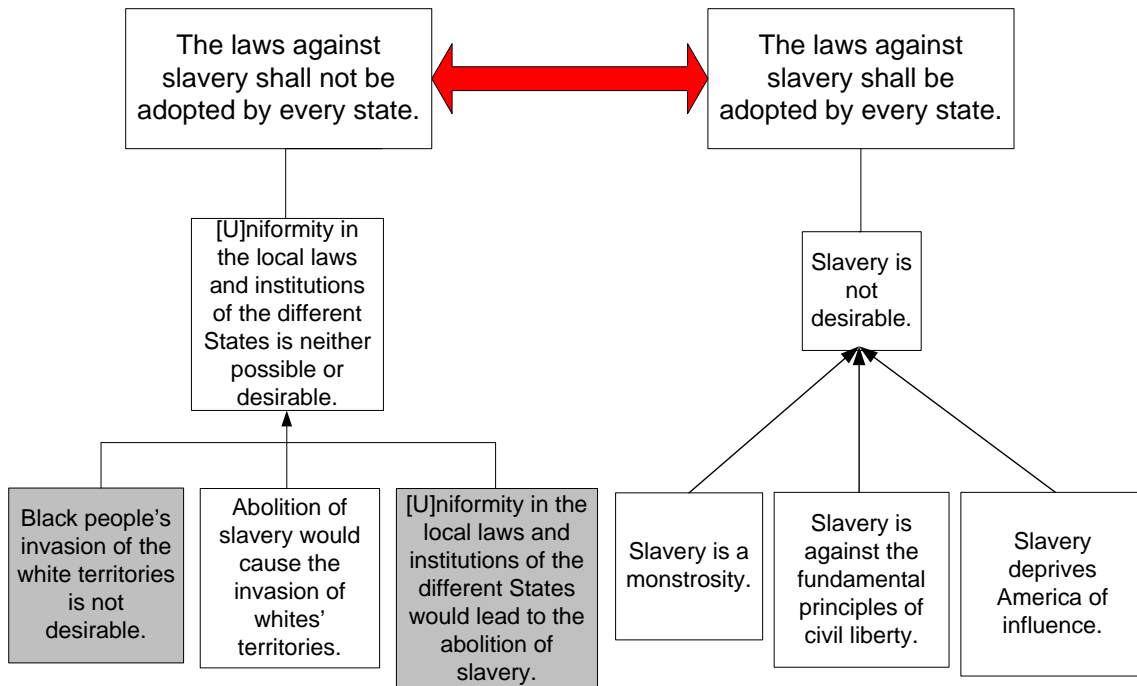 The laws against
slavery shall not be
adopted by every state.
The laws against
slavery shall be
adopted by every state.
[U]niformity in
the local laws
and institutions
of the different
States is neither
possible or
desirable.
Slavery is
not
desirable.
Black people’s
invasion of the
white territories
is not
desirable.
Abolition of
slavery would
cause the
invasion of
whites’
territories.
[U]niformity in the
local laws and
institutions of the
different States
would lead to the
abolition of
slavery.
Slavery is a
monstrosity.
Slavery is
against the
fundamental
principles of
civil liberty.
Slavery
deprives
America of
influence.